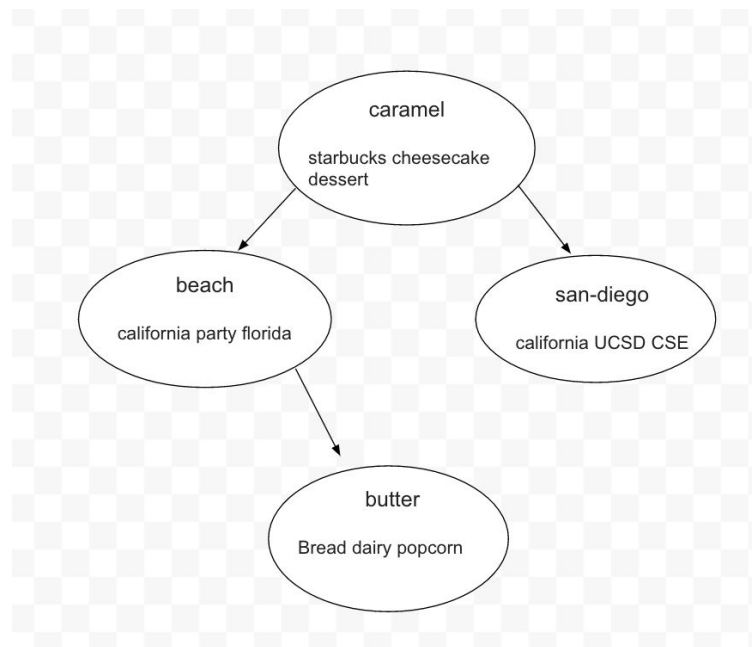 caramel
starbucks cheesecake
dessert
beach
california party florida
san-diego
california UCSD CSE
butter
Bread dairy popcorn